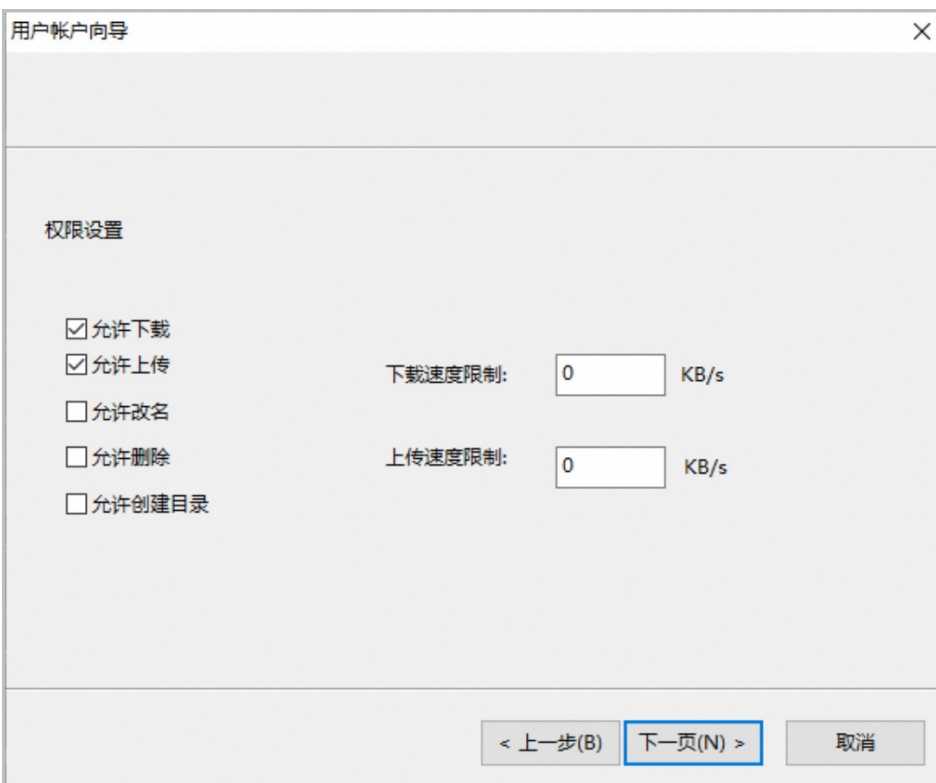 用户帐户向导
权限设置
允许下载
允许上传
下载速度限制: 0 KB/s
允许改名
允许删除
上传速度限制: 0 KB/s
允许创建目录
< 上一步(B) 下一页(N) > 取消